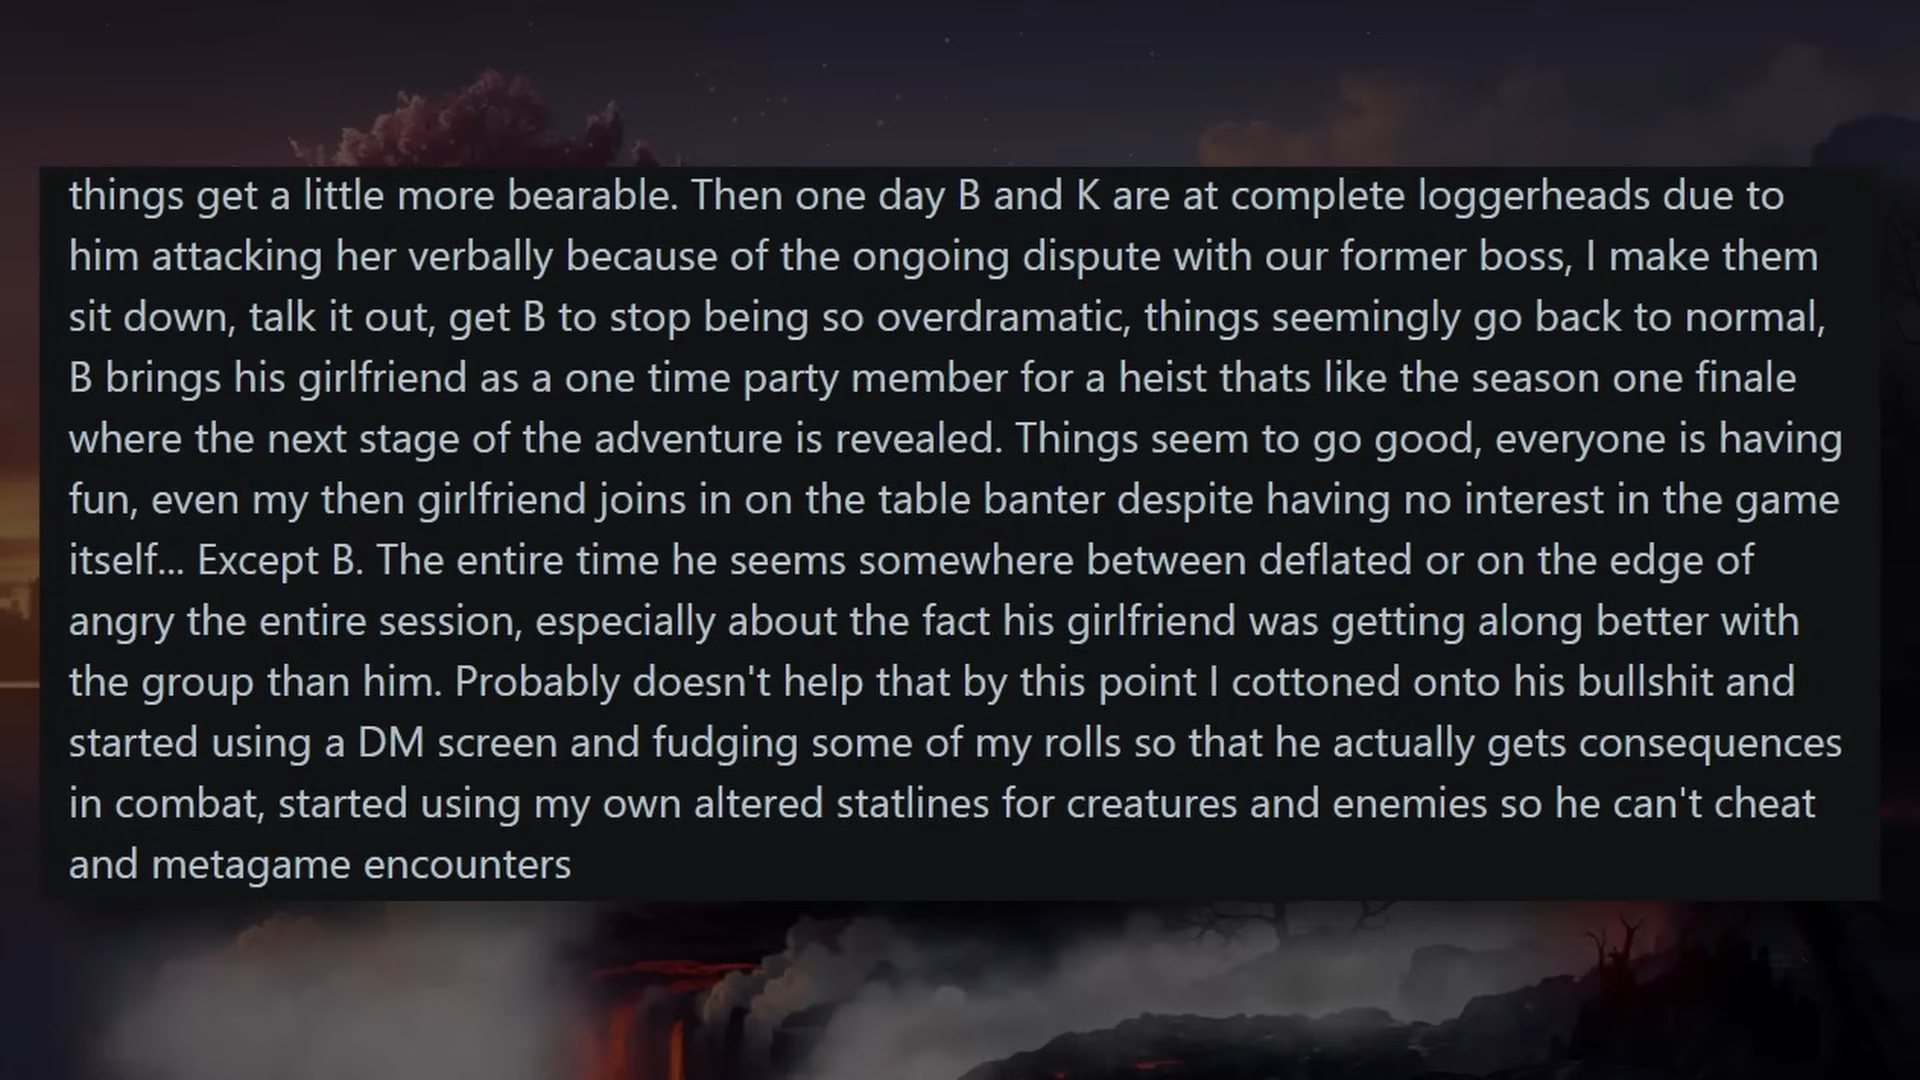 things get a little more bearable. Then one day B and K are at complete loggerheads due to
him attacking her verbally because of the ongoing dispute with our former boss, I make them
sit down, talk it out, get B to stop being so overdramatic, things seemingly go back to normal,
B brings his girlfriend as a one time party member for a heist thats like the season one finale
where the next stage of the adventure is revealed. Things seem to go good, everyone is having
fun, even my then girlfriend joins in on the table banter despite having no interest in the game
itself... Except B. The entire time he seems somewhere between deflated or on the edge of
angry the entire session, especially about the fact his girlfriend was getting along better with
the group than him. Probably doesn't help that by this point I cottoned onto his bullshit and
started using a DM screen and fudging some of my rolls so that he actually gets consequences
in combat, started using my own altered statlines for creatures and enemies so he can't cheat
and metagame encounters